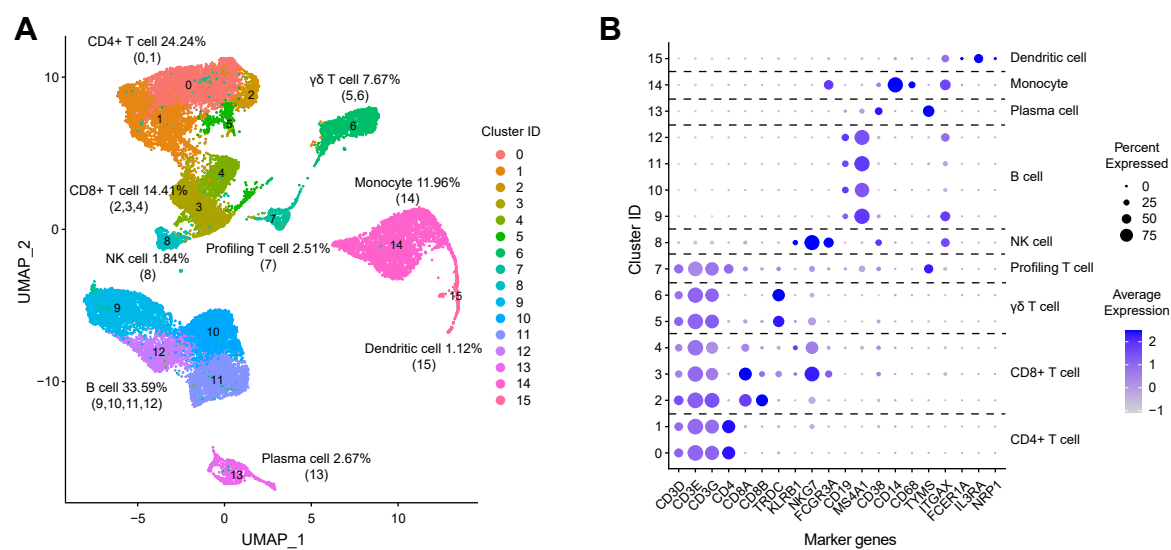 A
CD4+ T cell 24.24%
(0,1)
γδ T cell 7.67%
(5,6)
CD8+ T cell 14.41%
(2,3,4)
Monocyte 11.96%
(14)
Profiling T cell 2.51%
(7)
NK cell 1.84%
(8)
Dendritic cell 1.12%
(15)
B cell 33.59%
(9,10,11,12)
Plasma cell 2.67%
(13)
0
1
2
3
4
5
6
7
8
9
10
11
12
13
14
15
10
0
−10
UMAP_2
−5
0
5
10
UMAP_1
Cluster ID
0
1
2
3
4
5
6
7
8
9
10
11
12
13
14
15
B
Cluster ID
15
14
13
12
11
10
9
8
7
6
5
4
3
2
1
0
Dendritic cell
Monocyte
Plasma cell
B cell
NK cell
Profiling T cell
γδ T cell
CD8+ T cell
CD4+ T cell
CD3D
CD3E
CD3G
CD4
CD8A
CD8B
TRDC
KLRB1
NKG7
FCGR3A
CD19
MS4A1
CD38
CD14
CD68
TYMS
ITGAX
FCER1A
IL3RA
NRP1
Marker genes
Percent
Expressed
0
25
50
75
Average
Expression
2
1
0
−1